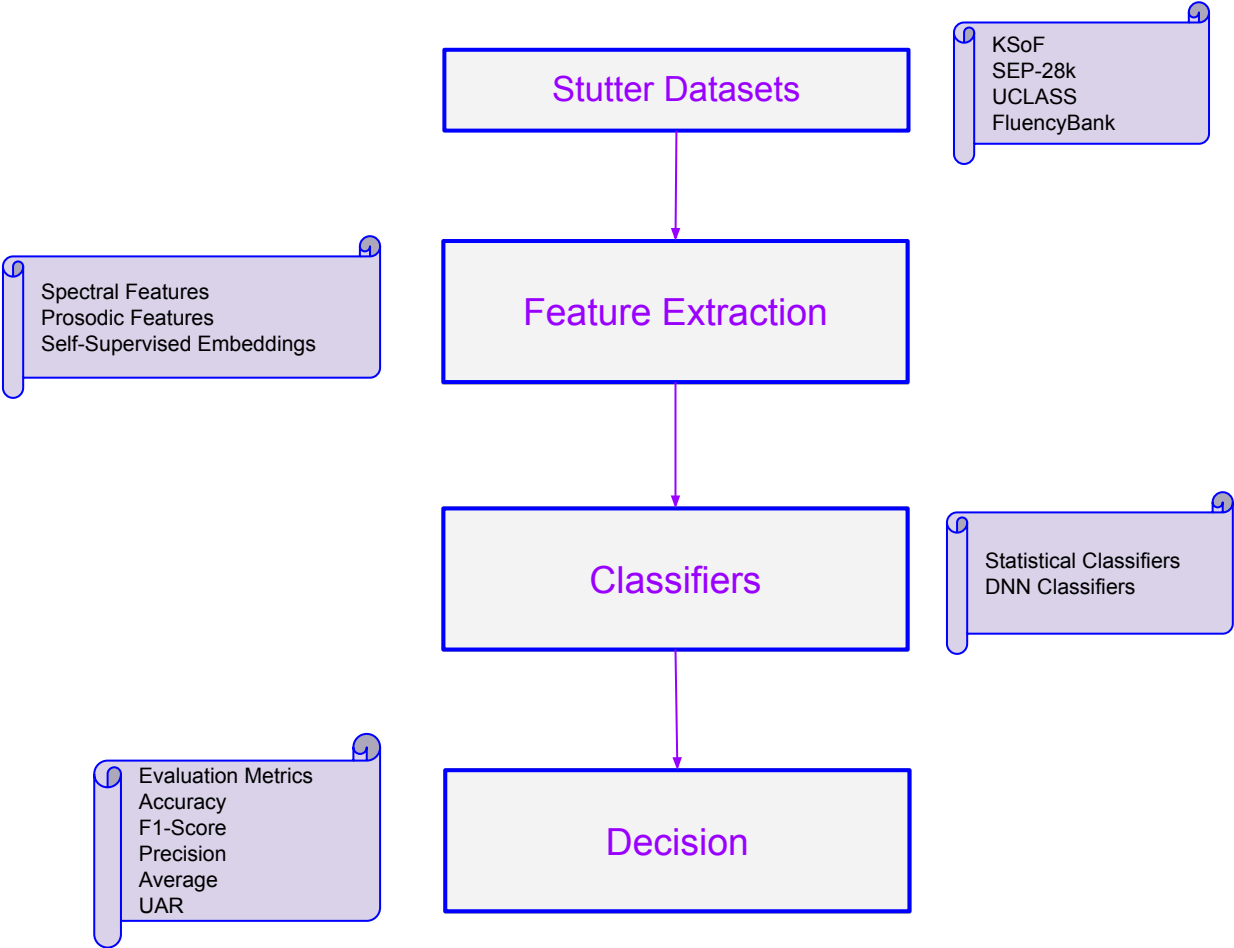 Stutter Datasets
KSoF
SEP-28k
UCLASS
FluencyBank
Feature Extraction
Spectral Features
Prosodic Features
Self-Supervised Embeddings
Classifiers
Statistical Classifiers
DNN Classifiers
Decision
Evaluation Metrics
Accuracy
F1-Score
Precision
Average
UAR